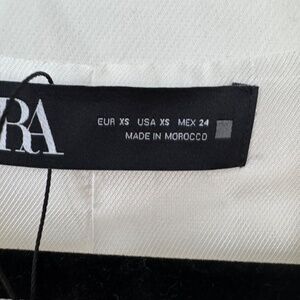 RA
EUR XS USA XS MEX 24
MADE IN MOROCCO